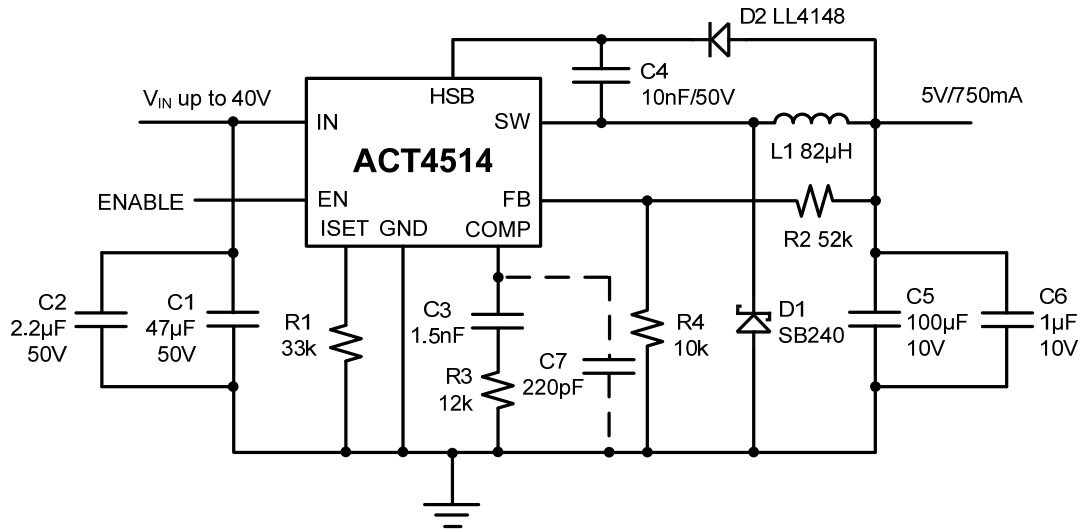 D2 LL4148
C4
10nF/50V
HSB
VIN up to 40V
5V/750mA
IN
SW
L1 82µH
ACT4514
ENABLE
EN
FB
ISET GND COMP
R2 52k
C2
2.2µF
50V
C1
47µF
50V
R1
33k
C3
1.5nF
R3
12k
C7
220pF
R4
10k
D1
SB240
C5
100µF
10V
C6
1µF
10V